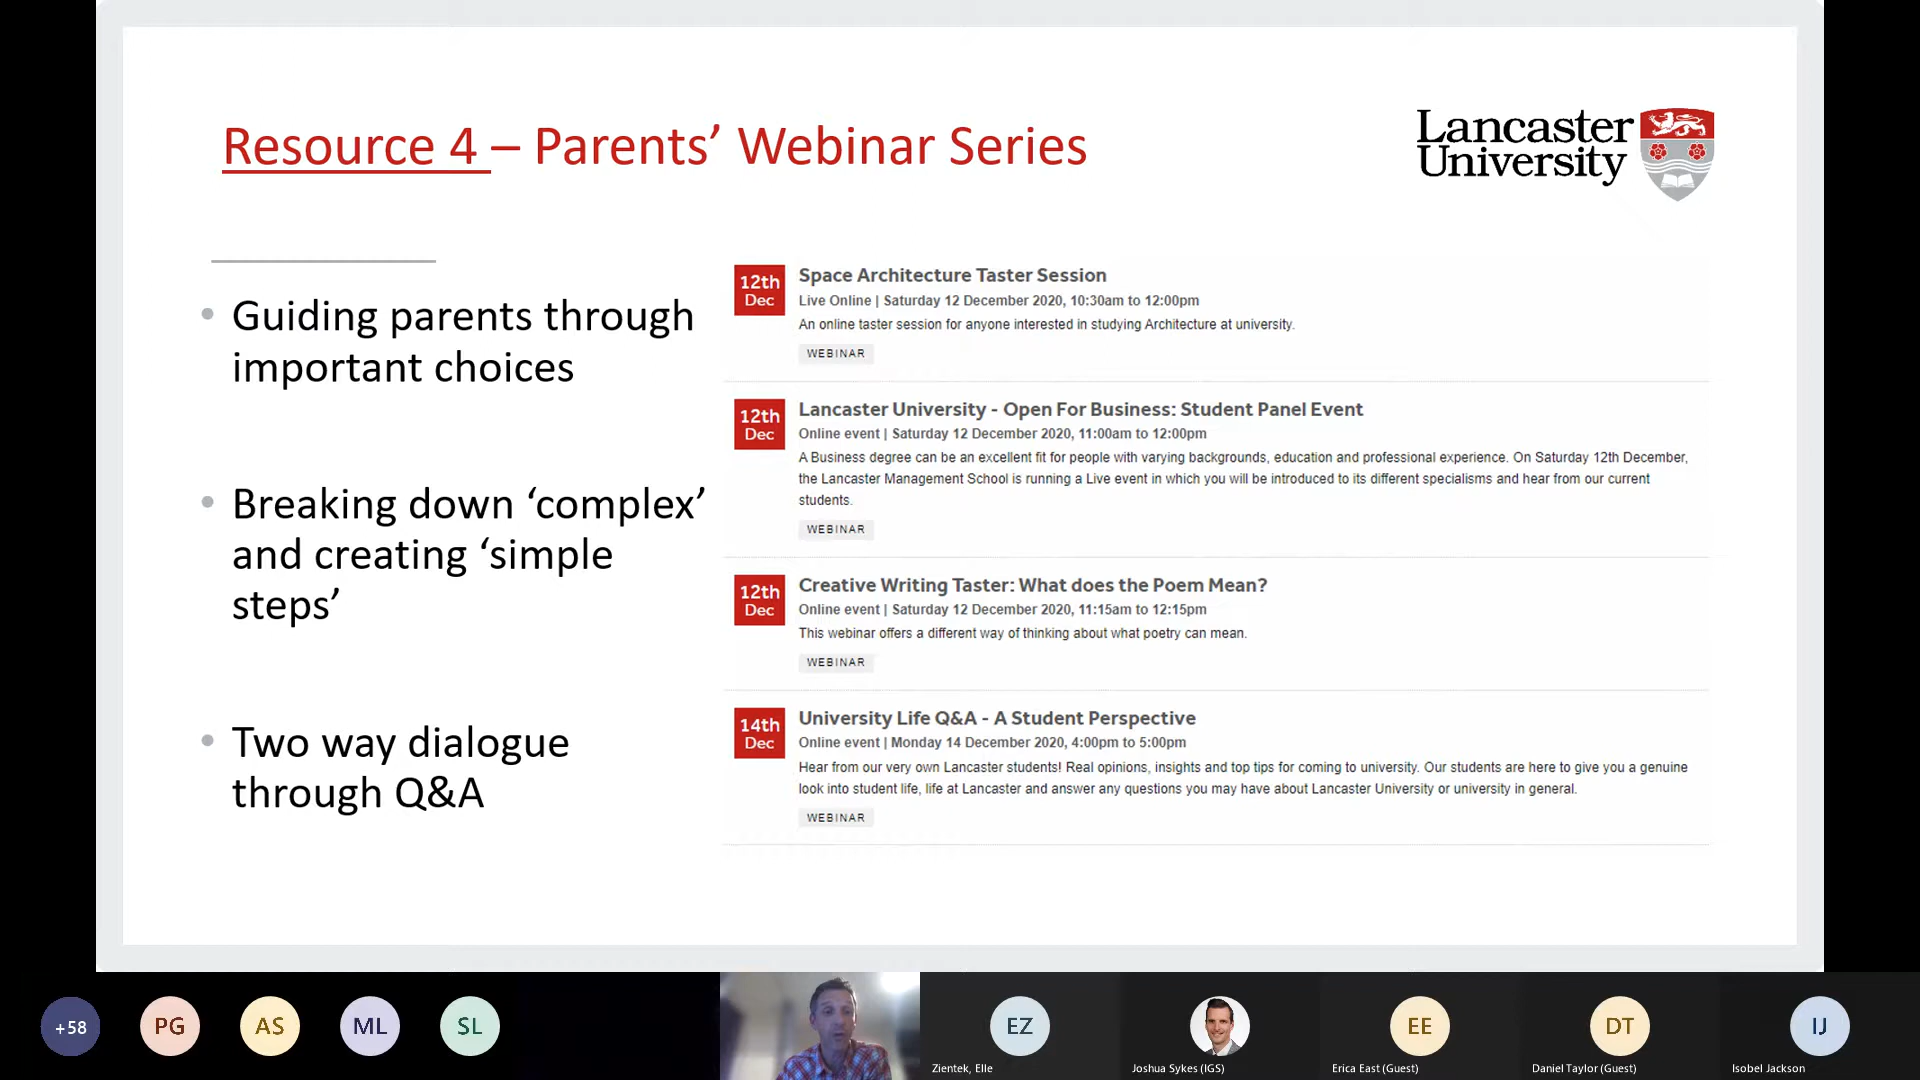 Resource 4 – Parents’ Webinar Series
Lancaster
University
• Guiding parents through
important choices
• Breaking down ‘complex’
and creating ‘simple
steps’
• Two way dialogue
through Q&A
12th
Dec
Space Architecture Taster Session
Live Online | Saturday 12 December 2020, 10:30am to 12:00pm
An online taster session for anyone interested in studying Architecture at university.
WEBINAR
12th
Dec
Lancaster University - Open For Business: Student Panel Event
Online event | Saturday 12 December 2020, 11:00am to 12:00pm
A Business degree can be an excellent fit for people with varying backgrounds, education and professional experience. On Saturday 12th December,
the Lancaster Management School is running a Live event in which you will be introduced to its different specialisms and hear from our current
students.
WEBINAR
12th
Dec
Creative Writing Taster: What does the Poem Mean?
Online event | Saturday 12 December 2020, 11:15am to 12:15pm
This webinar offers a different way of thinking about what poetry can mean.
WEBINAR
14th
Dec
University Life Q&A - A Student Perspective
Online event | Monday 14 December 2020, 4:00pm to 5:00pm
Hear from our very own Lancaster students! Real opinions, insights and top tips for coming to university. Our students are here to give you a genuine
look into student life, life at Lancaster and answer any questions you may have about Lancaster University or university in general.
WEBINAR
+58
PG
AS
ML
SL
EZ
Zientek, Elle
Joshua Sykes (IGS)
EE
Erica East (Guest)
DT
Daniel Taylor (Guest)
IJ
Isobel Jackson